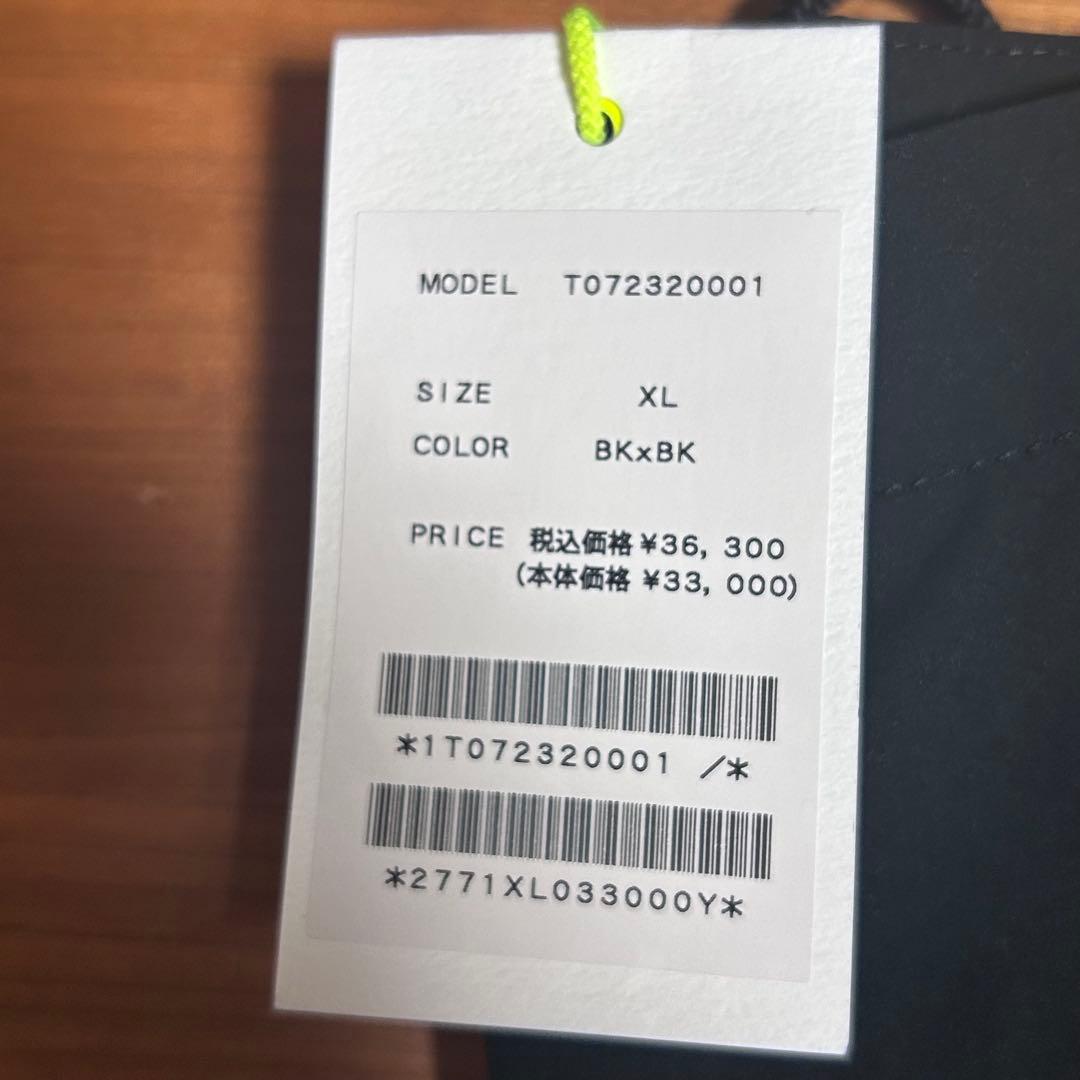 MODEL T072320001
SIZE XL
COLOR BKxBK
PRICE 税込価格 ¥36, 300
(本体価格 ¥33, 000)
*1T072320001 /*
*2771XL033000Y*